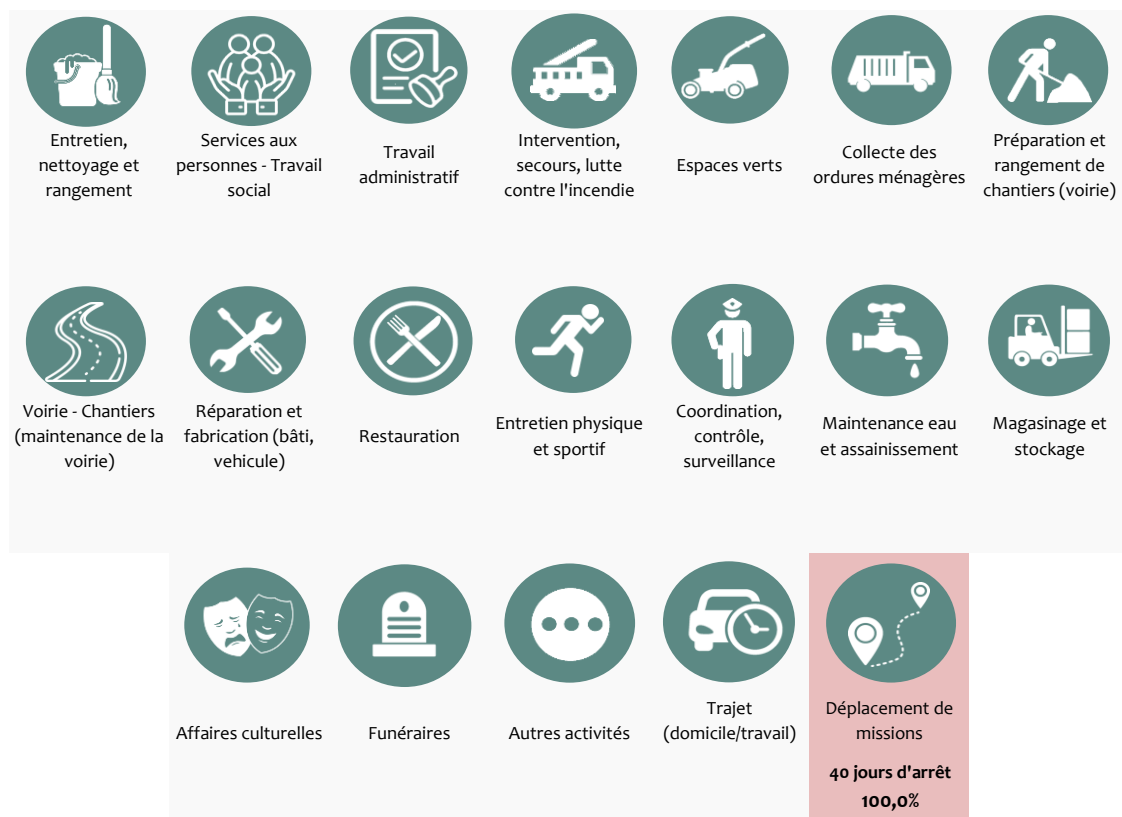 Entretien,
nettoyage et
rangement
Services aux
personnes - Travail
social
Travail
administratif
Intervention,
secours, lutte
contre l'incendie
Espaces verts
Collecte des
ordures ménagères
Préparation et
rangement de
chantiers (voirie)
Voirie - Chantiers
(maintenance de la
voirie)
Réparation et
fabrication (bâti,
vehicule)
Restauration
Entretien physique
et sportif
Coordination,
contrôle,
surveillance
Maintenance eau
et assainissement
Magasinage et
stockage
Affaires culturelles
Funéraires
Autres activités
Trajet
(domicile/travail)
Déplacement de
missions
40 jours d'arrêt
100,0%